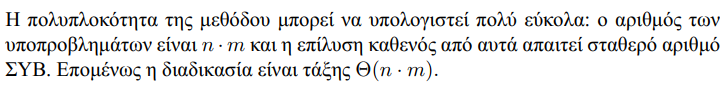 Η πολυπλοκότητα της μεθόδου μπορεί να υπολογιστεί πολύ εύκολα: ο αριθμός των
υποπροβλημάτων είναι n · m και η επίλυση καθενός από αυτά απαιτεί σταθερό αριθμό
ΣΥΒ. Επομένως η διαδικασία είναι τάξης Θ(n · m).